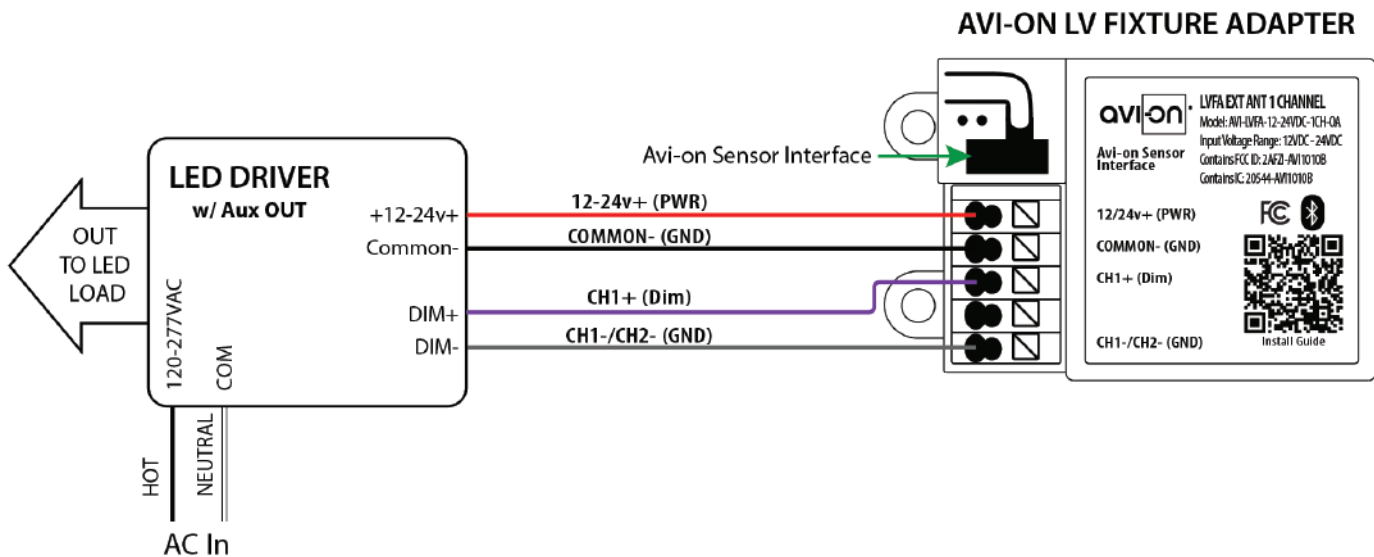 AVI-ON LV FIXTURE ADAPTER
LED DRIVER
w/ Aux OUT
OUT
TO LED
LOAD
+12-24v+
Common-
DIM+
DIM-
120-277VAC
COM
HOT
NEUTRAL
AC In
12-24v+ (PWR)
COMMON- (GND)
CH1+ (Dim)
CH1-/CH2- (GND)
Avi-on Sensor Interface
avi-on
Avi-on Sensor
Interface
LVFA EXT ANT 1 CHANNEL
Model: AVI-LVFA-12-24VDC-1CH-OA
Input Voltage Range: 12VDC - 24VDC
Contains FCC ID: 2AFZI-AVI1010B
Contains IC: 20544-AVI1010B
12/24v+ (PWR)
COMMON- (GND)
CH1+ (Dim)
CH1-/CH2- (GND)
FC
Install Guide